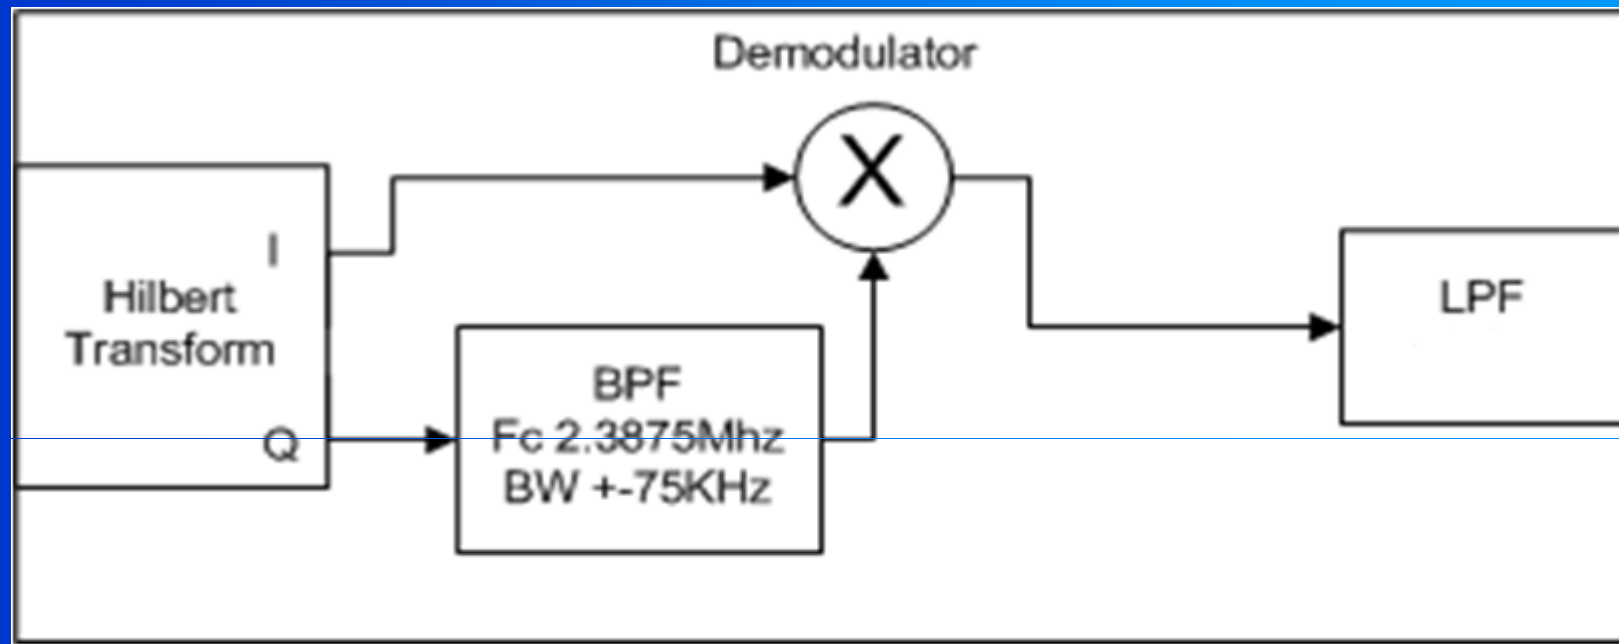 Demodulator
X
I
Hilbert
Transform
Q
BPF
Fc 2.3875Mhz
BW +-75KHz
LPF